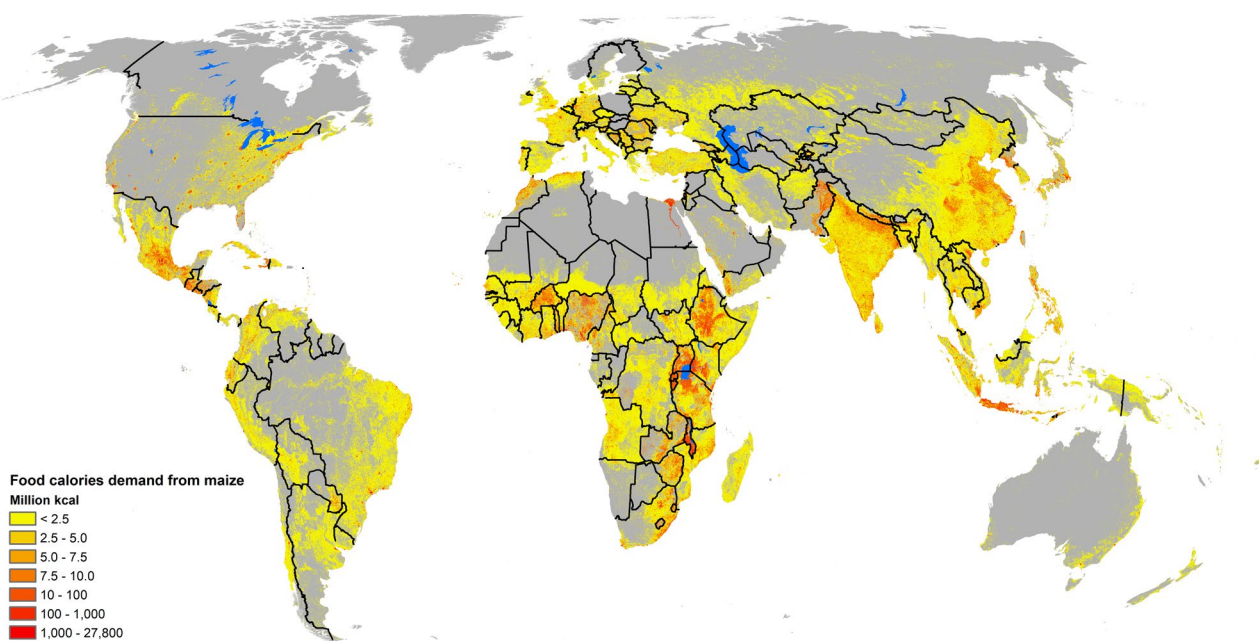 Food calories demand from maize
Million kcal
< 2.5
2.5 - 5.0
5.0 - 7.5
7.5 - 10.0
10 - 100
100 - 1,000
1,000 - 27,800